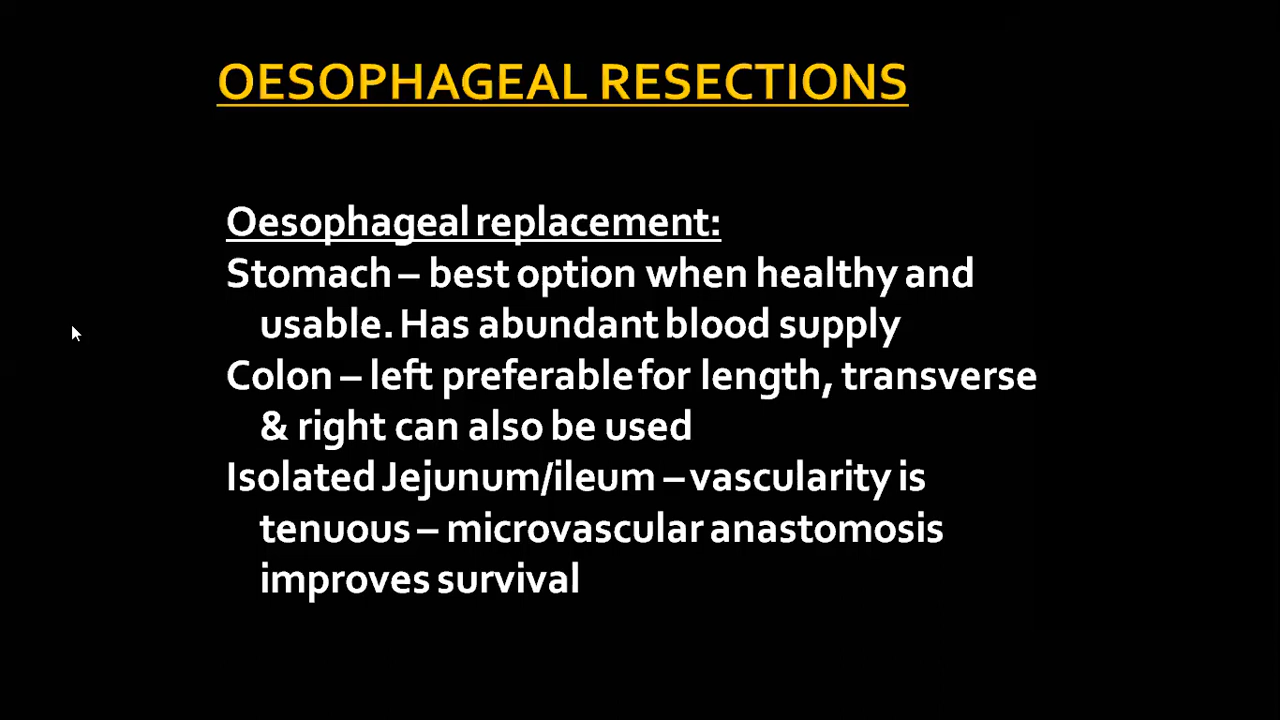 OESOPHAGEAL RESECTIONS
Oesophageal replacement:
Stomach – best option when healthy and
usable. Has abundant blood supply
Colon – left preferable for length, transverse
& right can also be used
Isolated Jejunum/ileum – vascularity is
tenuous – microvascular anastomosis
improves survival